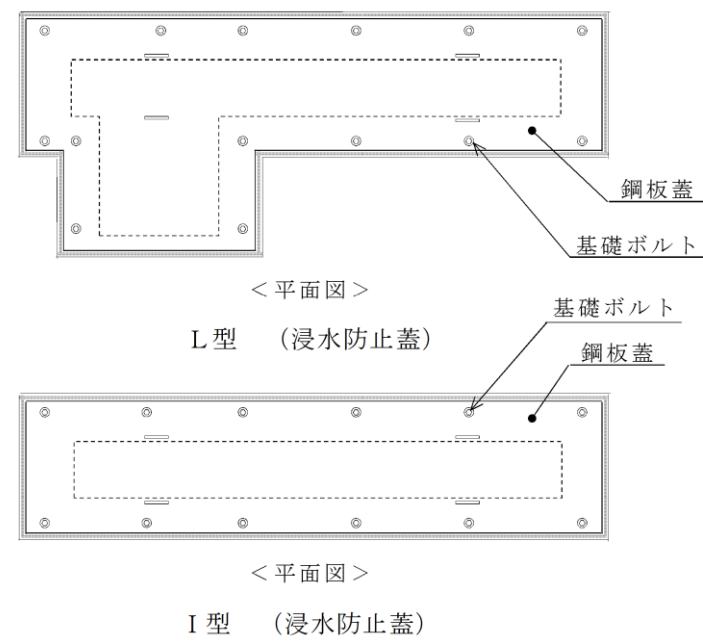 鋼板蓋
基礎ボルト
＜平面図＞
L型　（浸水防止蓋）
基礎ボルト
鋼板蓋
＜平面図＞
I型　（浸水防止蓋）